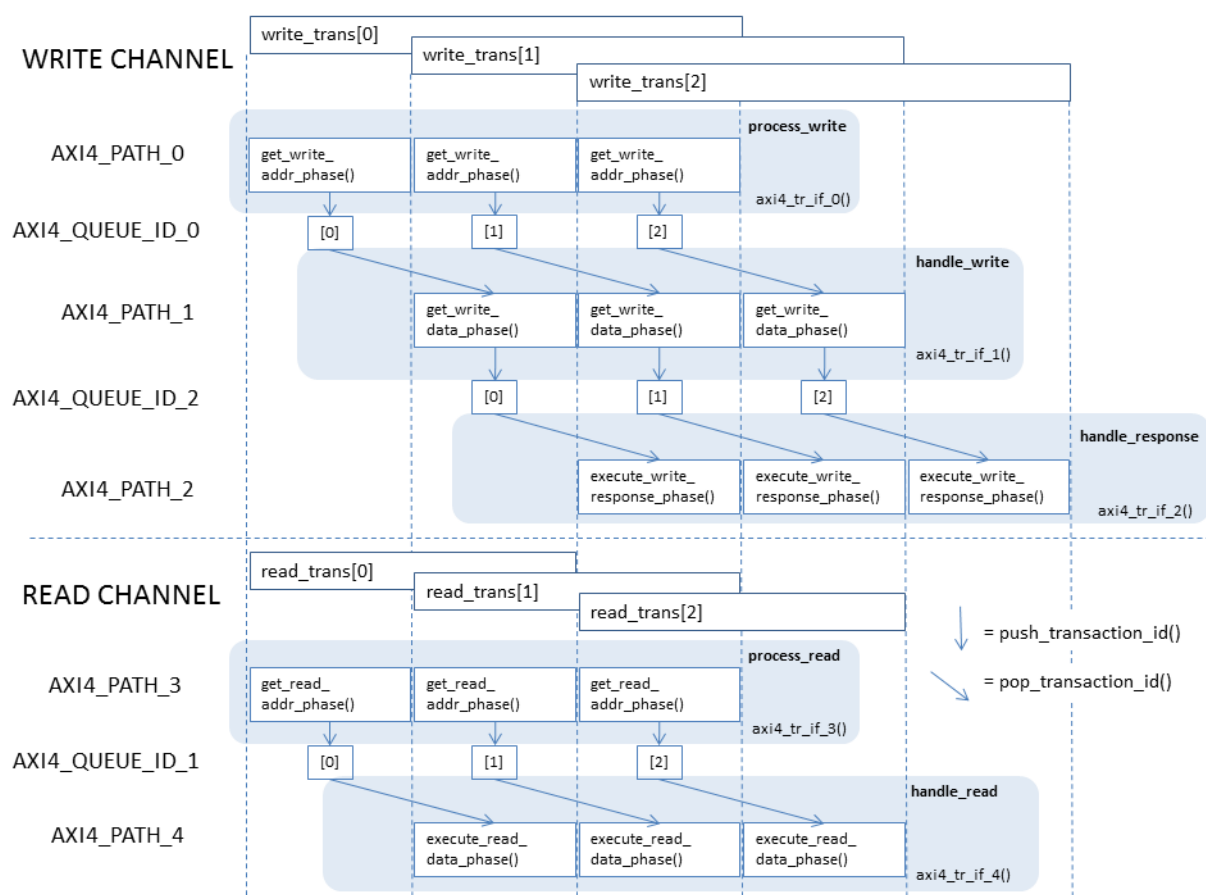 write_trans[0]
WRITE CHANNEL
write_trans[1]
write_trans[2]
process_write
AXI4_PATH_0
get_write_
addr_phase()
get_write_
addr_phase()
get_write_
addr_phase()
axi4_tr_if_0()
AXI4_QUEUE_ID_0
[0]
[1]
[2]
handle_write
AXI4_PATH_1
get_write_
data_phase()
get_write_
data_phase()
get_write_
data_phase()
axi4_tr_if_1()
AXI4_QUEUE_ID_2
[0]
[1]
[2]
handle_response
AXI4_PATH_2
execute_write_
response_phase()
execute_write_
response_phase()
execute_write_
response_phase()
axi4_tr_if_2()
read_trans[0]
READ CHANNEL
read_trans[1]
read_trans[2]
= push_transaction_id()
= pop_transaction_id()
process_read
AXI4_PATH_3
get_read_
addr_phase()
get_read_
addr_phase()
get_read_
addr_phase()
axi4_tr_if_3()
AXI4_QUEUE_ID_1
[0]
[1]
[2]
handle_read
AXI4_PATH_4
execute_read_
data_phase()
execute_read_
data_phase()
execute_read_
data_phase()
axi4_tr_if_4()